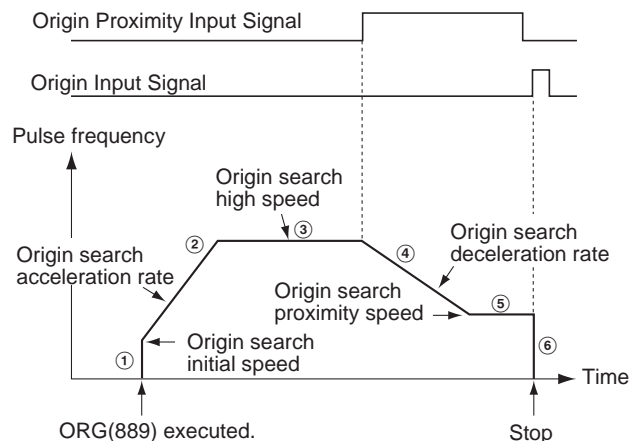 Origin Proximity Input Signal
Origin Input Signal
Pulse frequency
Origin search
high speed
②
③
④
Origin search
acceleration rate
Origin search
deceleration rate
Origin search
proximity speed
⑤
①
Origin search
initial speed
⑥
Time
ORG(889) executed.
Stop